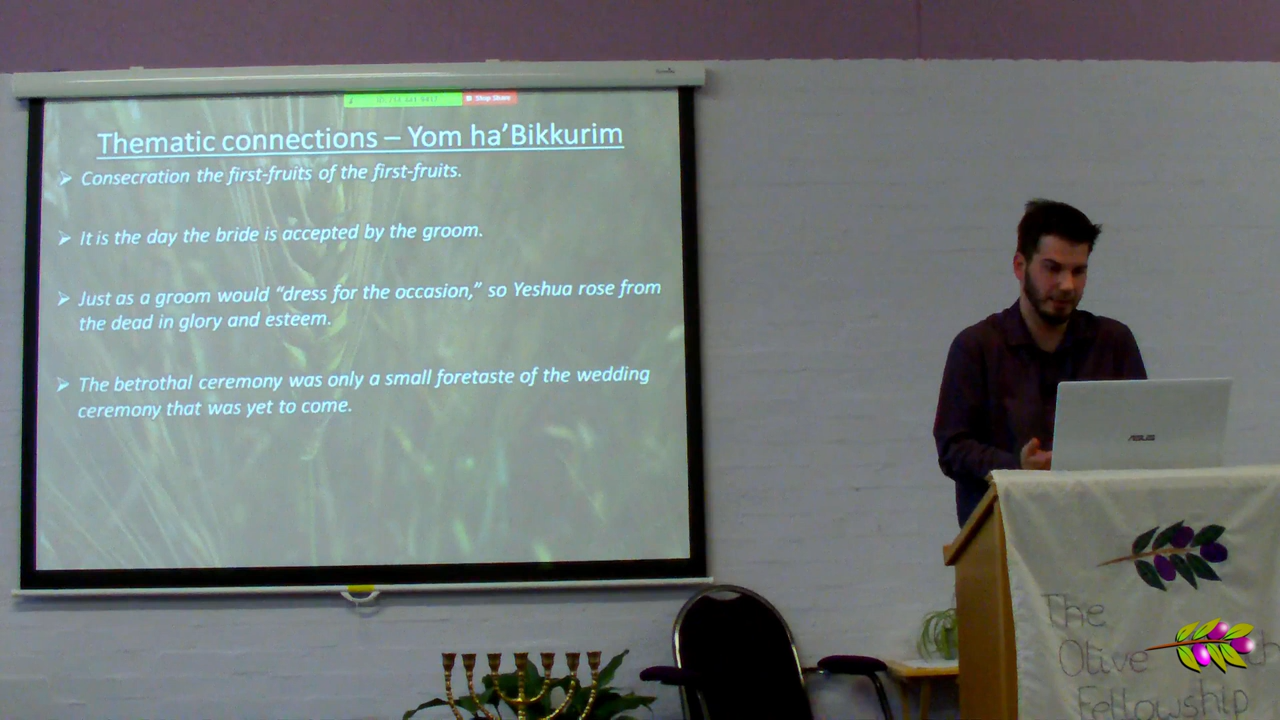 Stop Share
Thematic connections – Yom ha’Bikkurim
Consecration the first-fruits of the first-fruits.
It is the day the bride is accepted by the groom.
Just as a groom would “dress for the occasion,” so Yeshua rose from
the dead in glory and esteem.
The betrothal ceremony was only a small foretaste of the wedding
ceremony that was yet to come.
ASUS
The
Olive
Fellowship